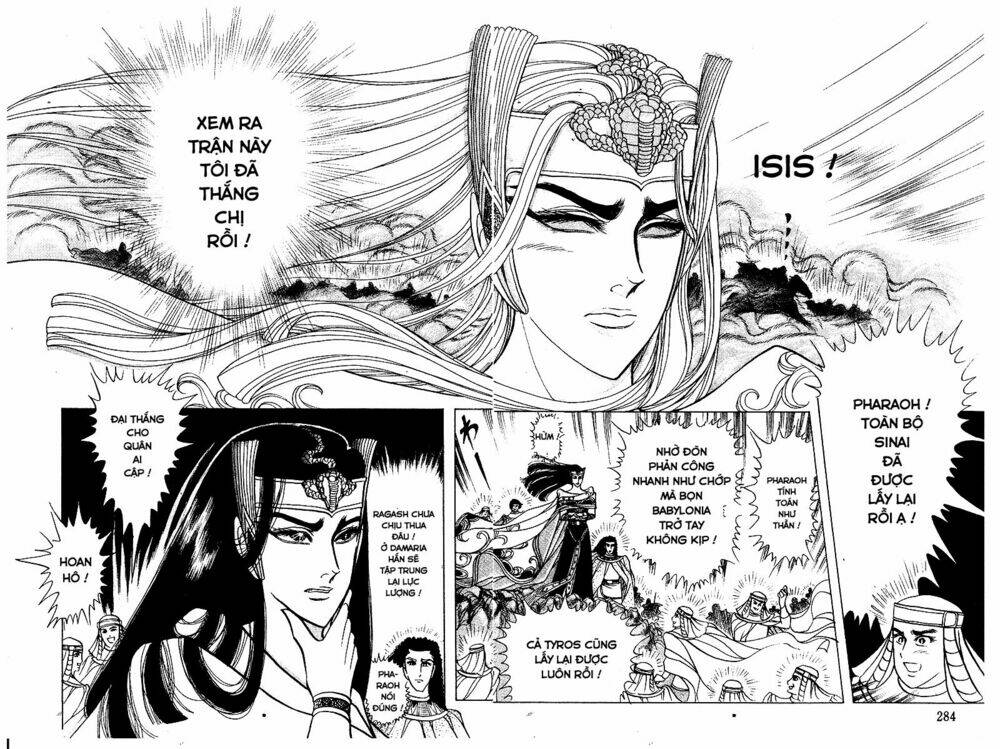 ISIS !
XEM RA
TRẬN NÀY
TÔI ĐÃ
THẮNG
CHỊ
RỒI !
PHARAOH !
TOÀN BỘ
SINAI
ĐÃ
ĐƯỢC
LẤY LẠI
RỒI Ạ !
PHARAOH
TÍNH
TOÁN
NHƯ
THẦN !
NHỜ ĐÒN
PHẢN CÔNG
NHANH NHƯ CHỚP
MÀ BỌN
BABYLONIA
TRỞ TAY
KHÔNG KỊP !
HÙM !
わ
CẢ TYROS CŨNG
LẤY LẠI ĐƯỢC
LUÔN RỒI !
RAGASH CHƯA
CHỊU THUA
ĐÂU !
Ở DAMARIA
HẮN SẼ
TẬP TRUNG
LẠI LỰC
LƯỢNG !
PHA-
RAOH
NÓI
ĐÚNG !
ĐẠI THẮNG
CHO
QUÂN
AI
CẬP !
HOAN
HÔ !
284